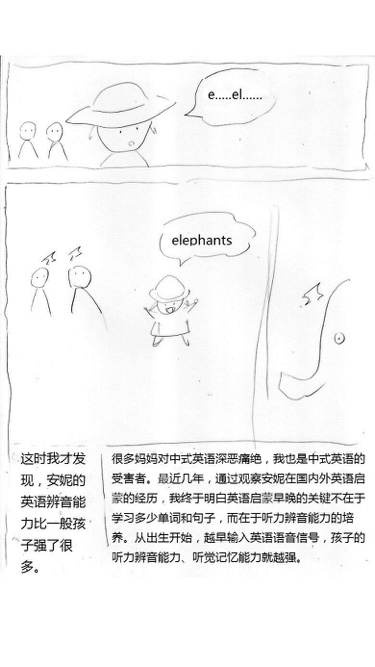 e.....el......
elephants
这时我才发
现，安妮的
英语辨音能
力比一般孩
子强了很
多。
很多妈妈对中式英语深恶痛绝，我也是中式英语的
受害者。最近几年，通过观察安妮在国内外英语启
蒙的经历，我终于明白英语启蒙早晚的关键不在于
学习多少单词和句子，而在于听力辨音能力的培
养。从出生开始，越早输入英语语音信号，孩子的
听力辨音能力、听觉记忆能力就越强。